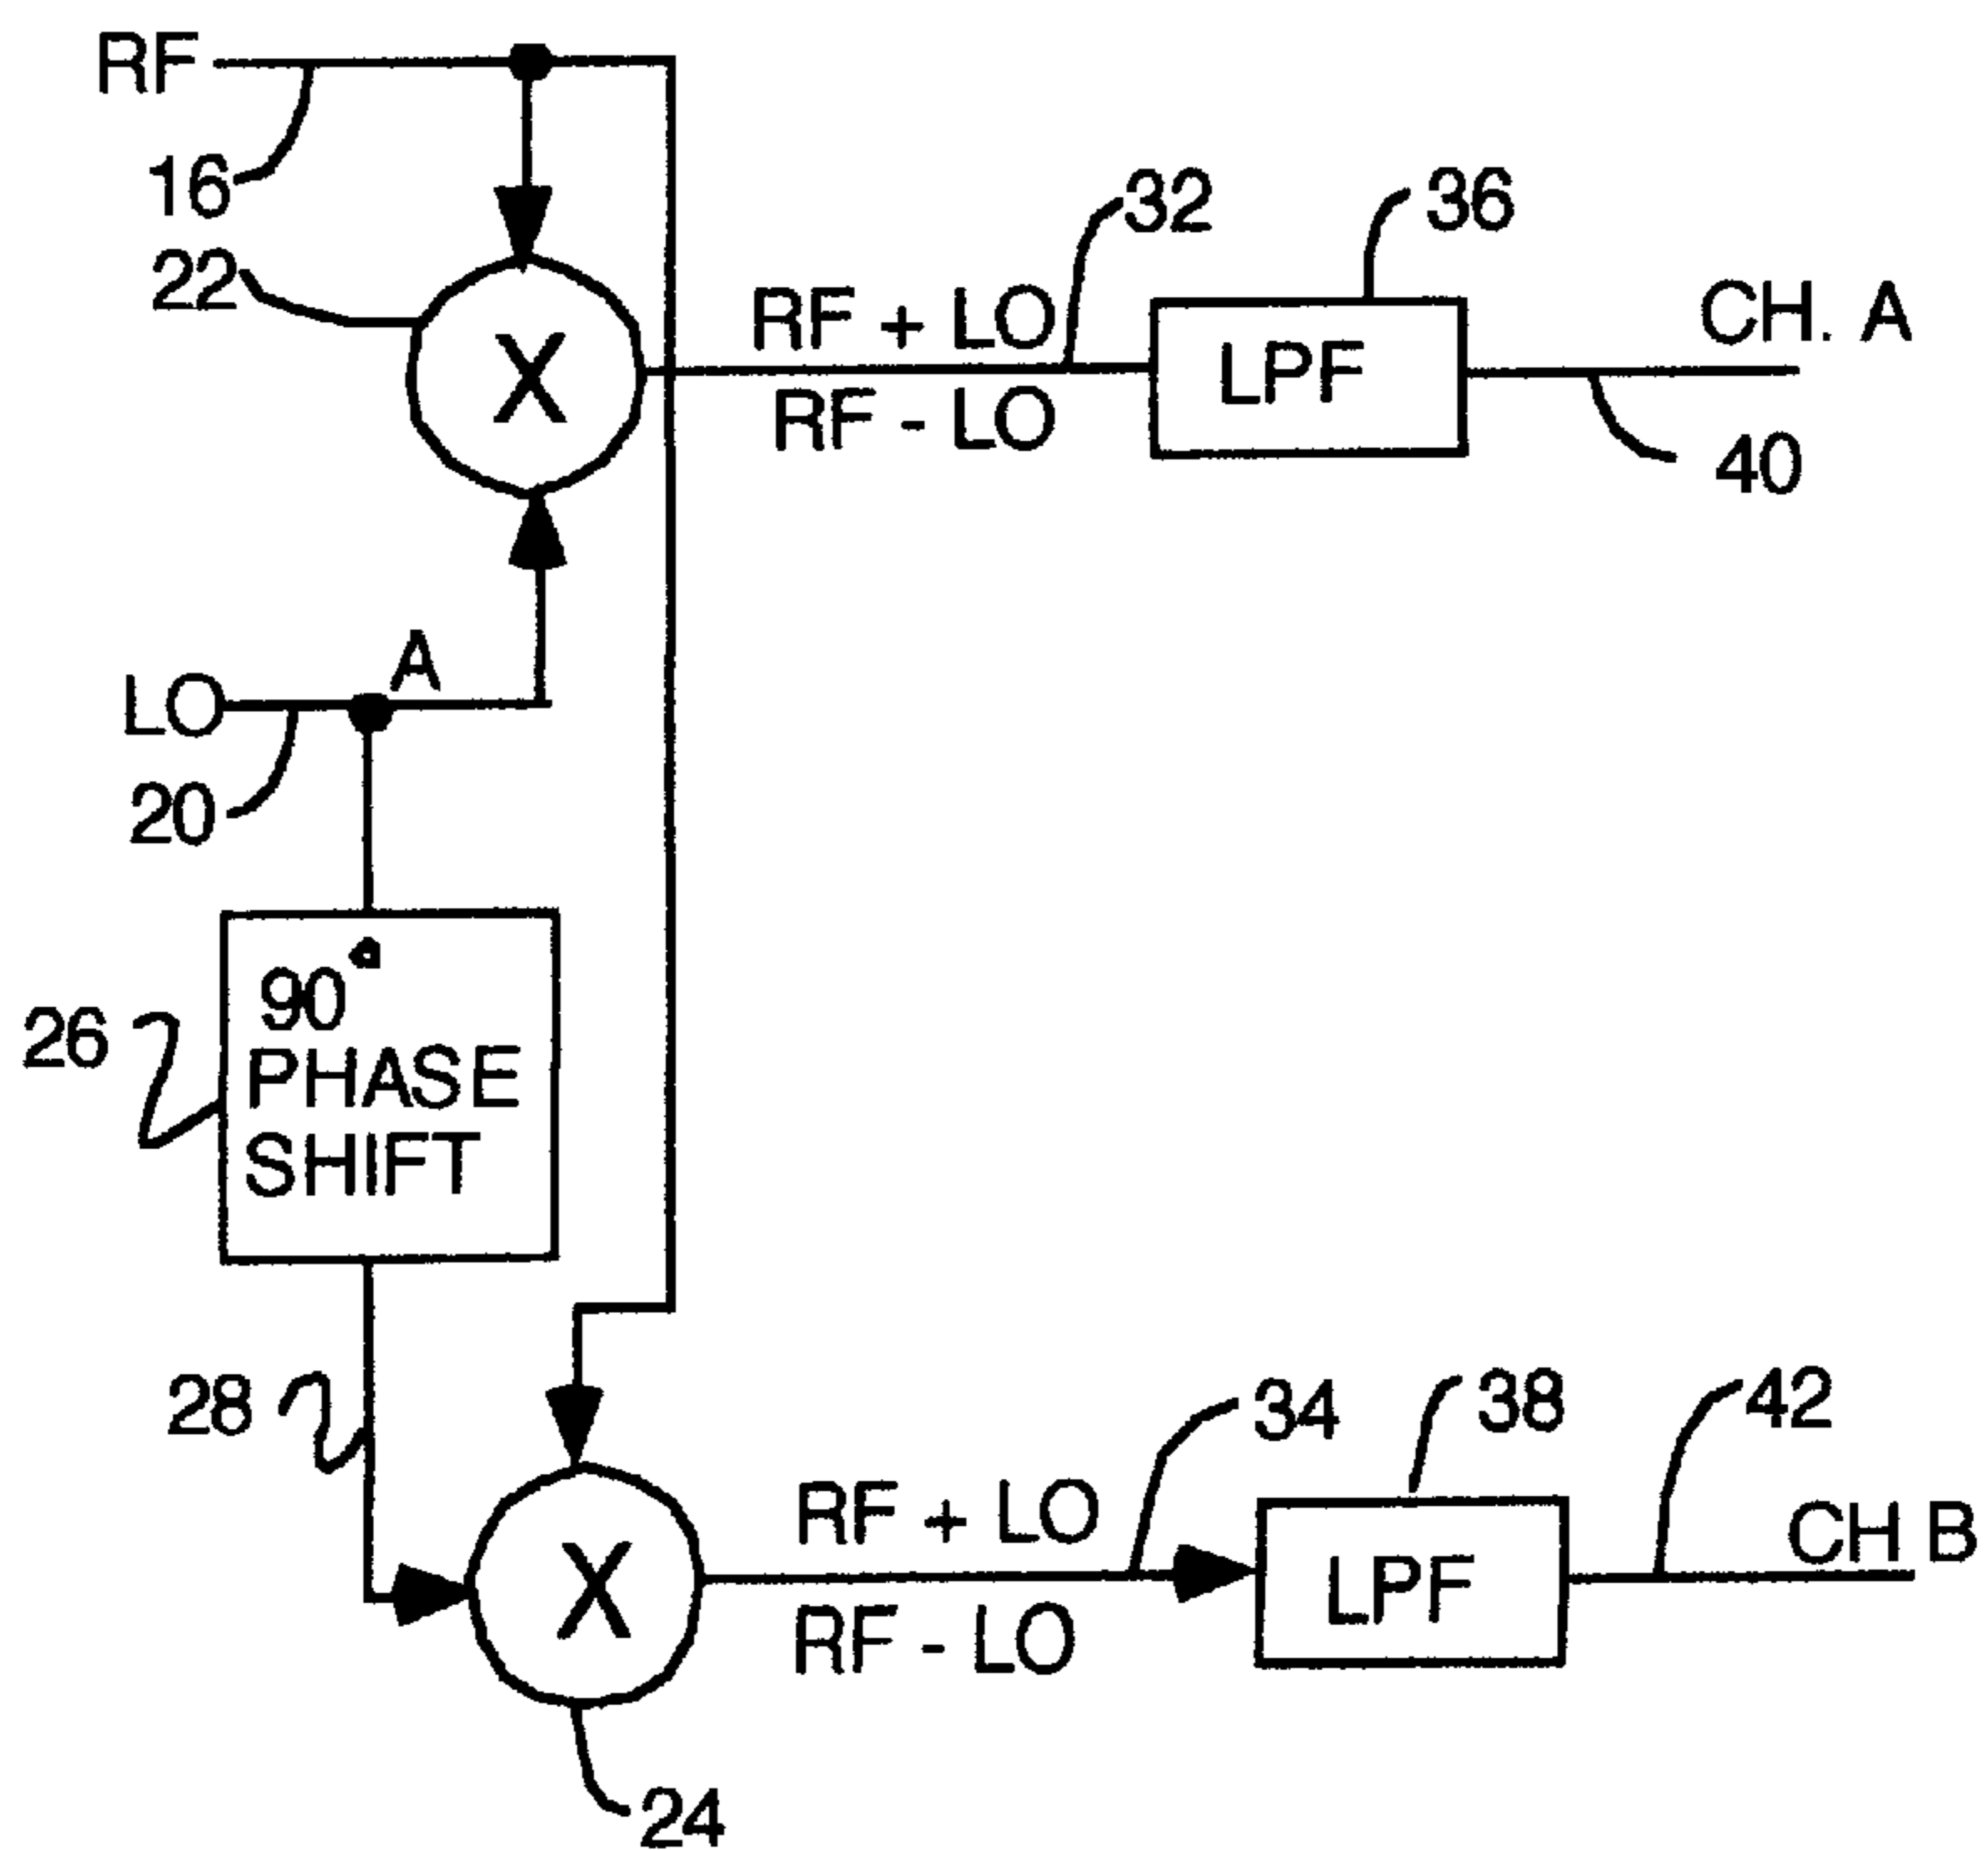 RF
16
22
X
RF + LO
RF - LO
32
36
LPF
CH. A
40
A
LO
20
26
90°
PHASE
SHIFT
28
X
24
RF + LO
RF - LO
34
38
LPF
42
CH B